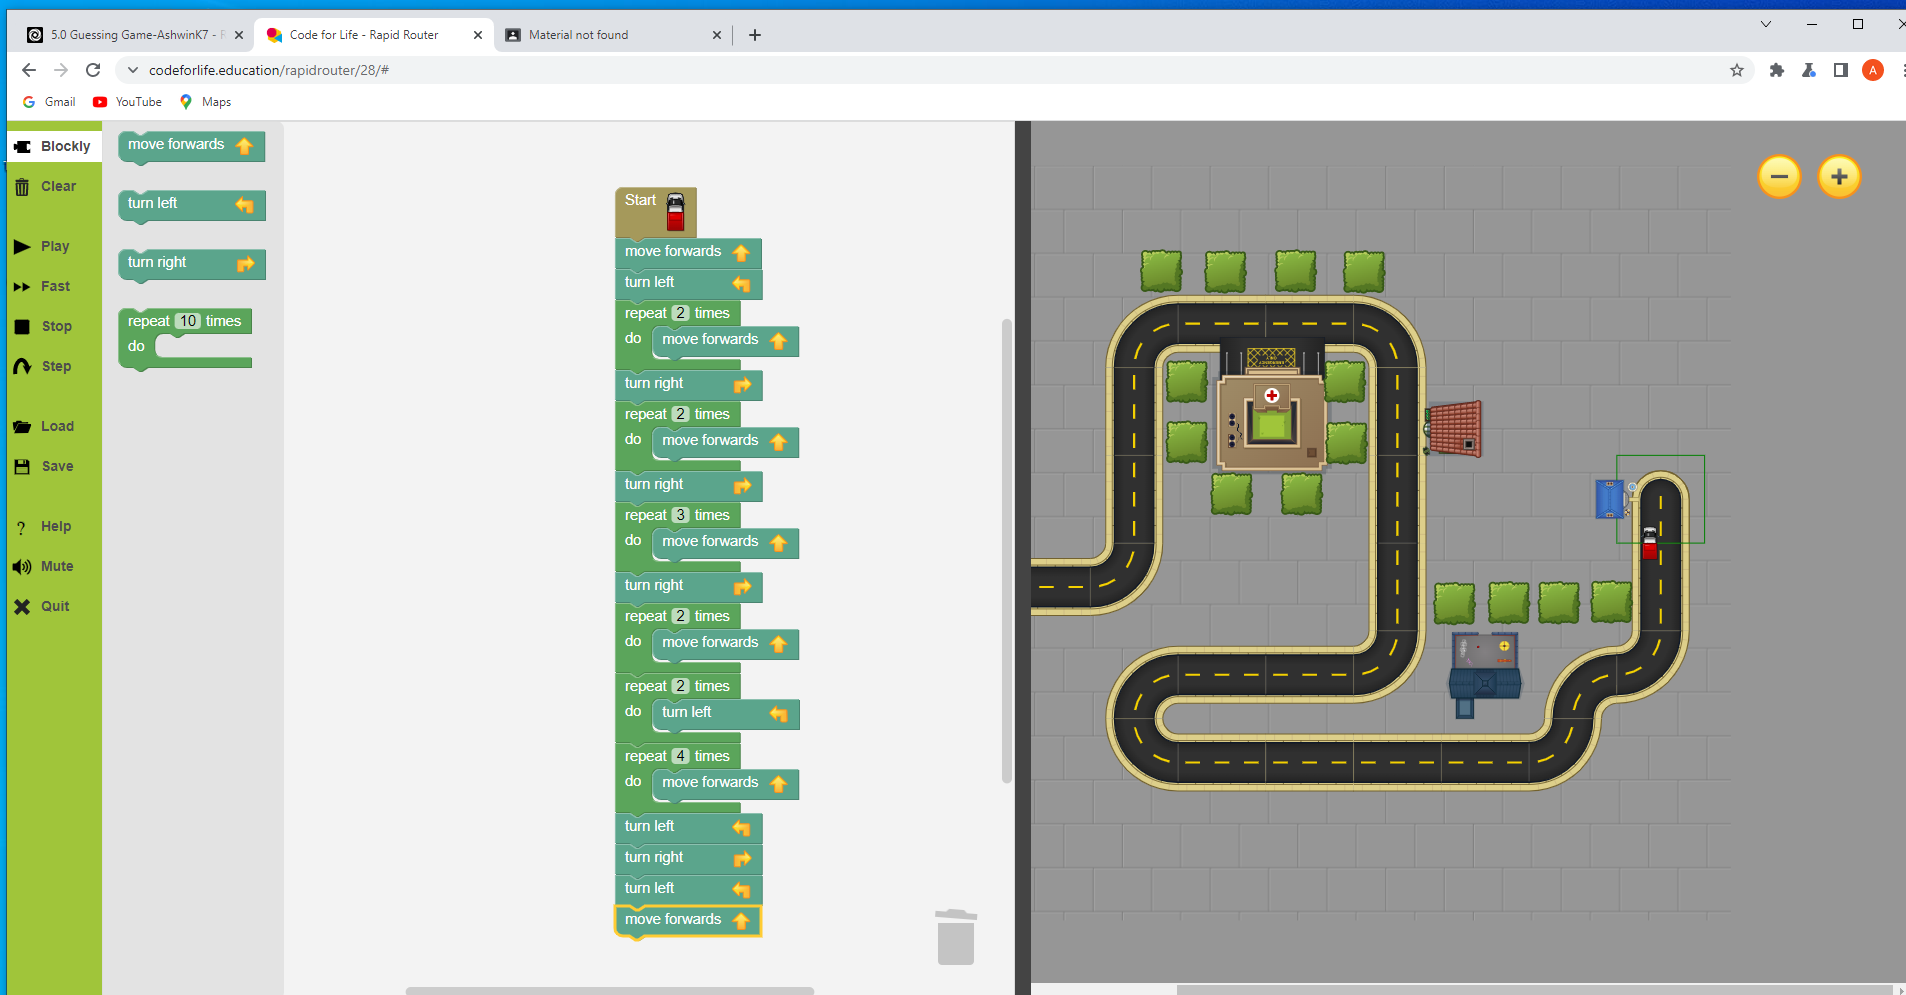 5.0 Guessing Game-AshwinK7 - R
Code for Life - Rapid Router
Material not found
codeforlife.education/rapidrouter/28/#
A
Gmail
YouTube
Maps
Blockly
Clear
Play
Fast
Stop
Step
Load
Save
Help
Mute
Quit
move forwards
turn left
turn right
repeat 10 times
do
Start
move forwards
turn left
repeat 2 times
do move forwards
turn right
repeat 2 times
do move forwards
turn right
repeat 3 times
do move forwards
turn right
repeat 2 times
do move forwards
repeat 2 times
do turn left
repeat 4 times
do move forwards
turn left
turn right
turn left
move forwards